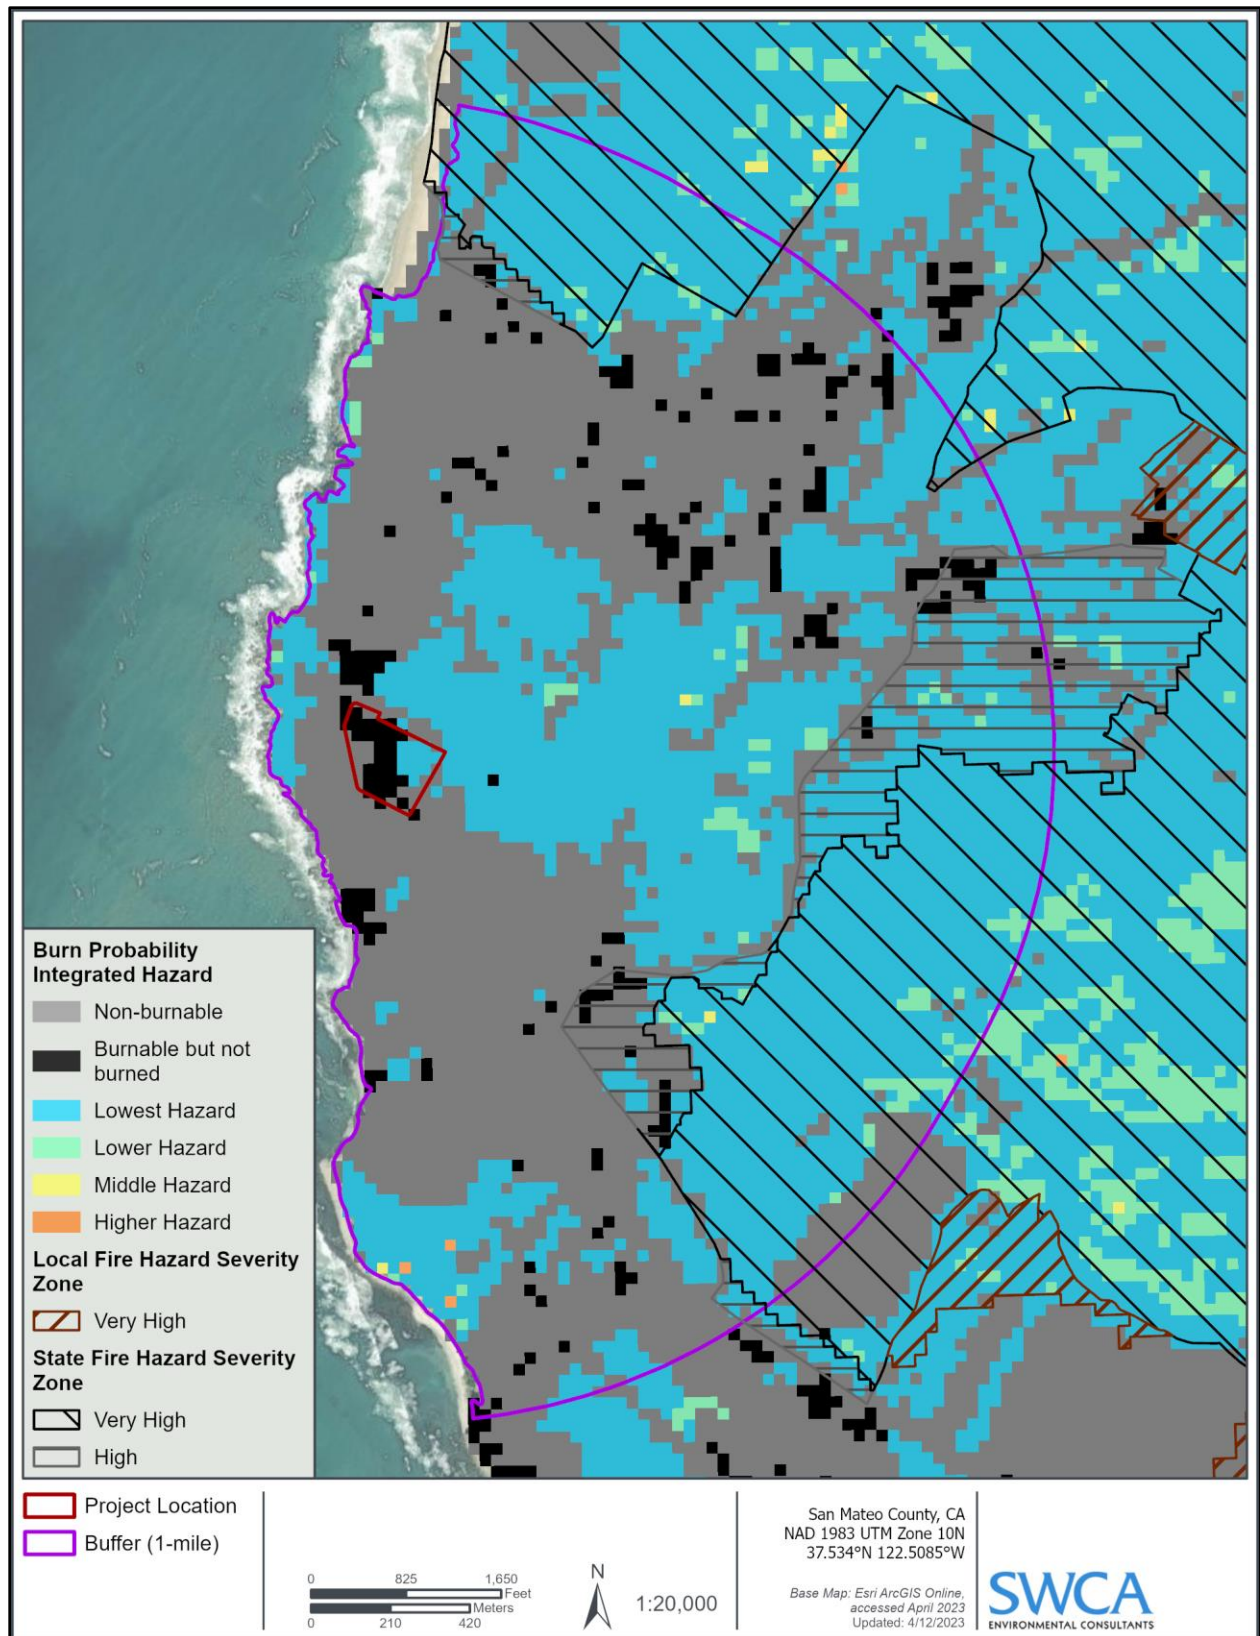 Burn Probability
Integrated Hazard
Non-burnable
Burnable but not
burned
Lowest Hazard
Lower Hazard
Middle Hazard
Higher Hazard
Local Fire Hazard Severity
Zone
Very High
State Fire Hazard Severity
Zone
Very High
High
Project Location
Buffer (1-mile)
0 825 1,650
Feet
Meters
0 210 420
N
1:20,000
San Mateo County, CA
NAD 1983 UTM Zone 10N
37.534°N 122.5085°W
Base Map: Esri ArcGIS Online,
accessed April 2023
Updated: 4/12/2023
SWCA
ENVIRONMENTAL CONSULTANTS